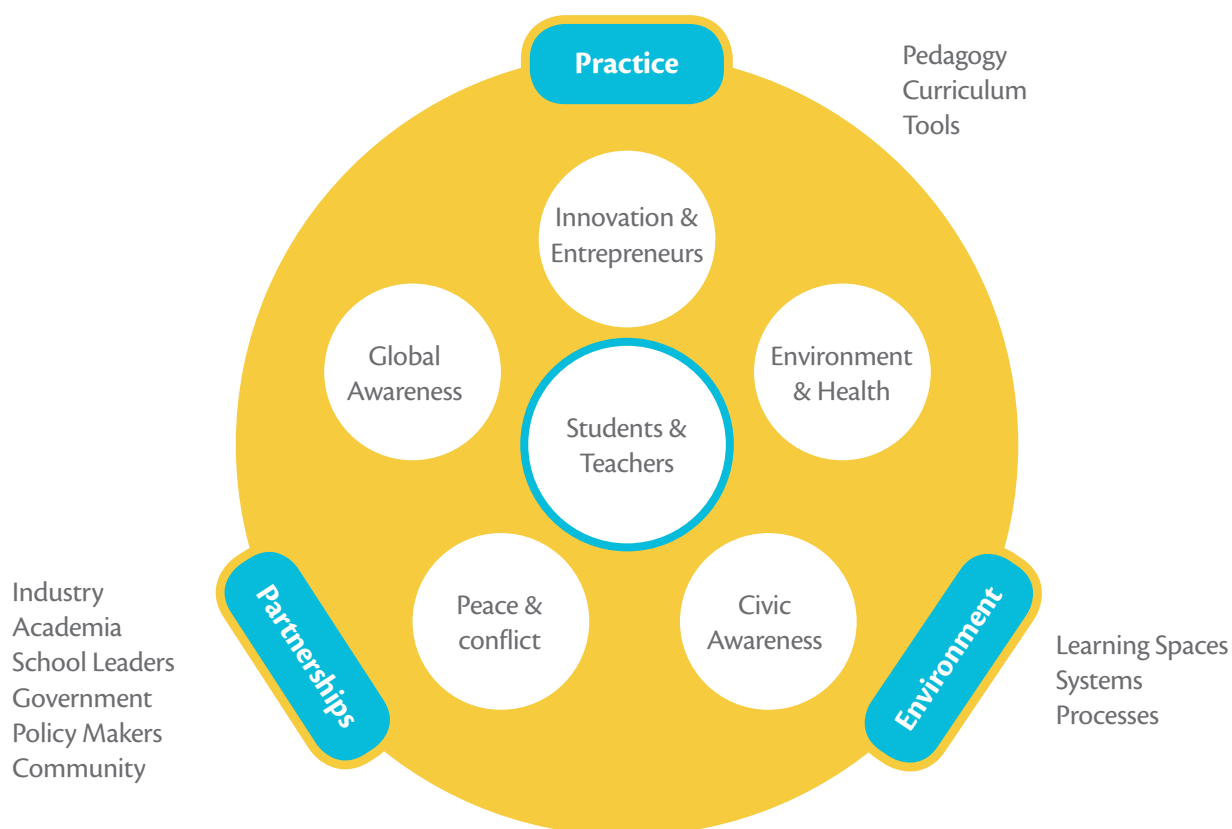 Practice
Pedagogy
Curriculum
Tools
Innovation &
Entrepreneurs
Global
Awareness
Environment
& Health
Students &
Teachers
Peace &
conflict
Civic
Awareness
Partnerships
Industry
Academia
School Leaders
Government
Policy Makers
Community
Environment
Learning Spaces
Systems
Processes